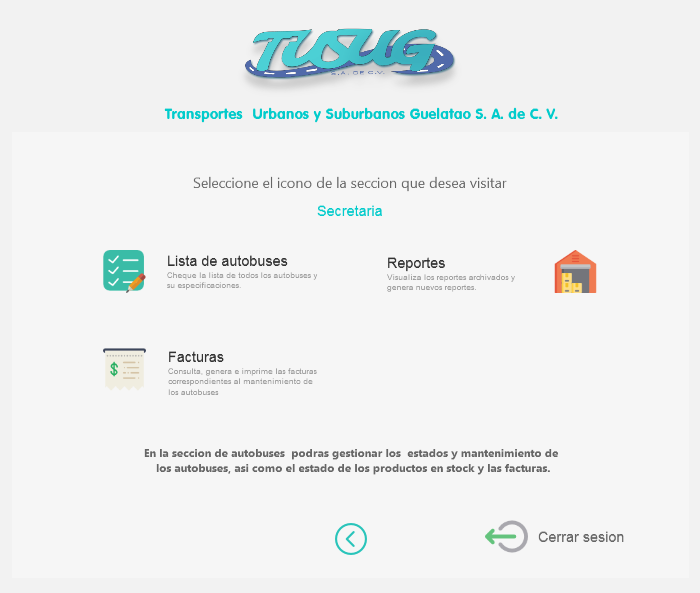 TUSUG
S.A. DE C.V.
Transportes Urbanos y Suburbanos Guelatao S. A. de C. V.
Seleccione el icono de la seccion que desea visitar
Secretaria
Lista de autobuses
Cheque la lista de todos los autobuses y
su especificaciones.
Reportes
Visualiza los reportes archivados y
genera nuevos reportes.
$
Facturas
Consulta, genera e imprime las facturas
correspondientes al mantenimiento de
los autobuses
En la seccion de autobuses podras gestionar los estados y mantenimiento de
los autobuses, asi como el estado de los productos en stock y las facturas.
Cerrar sesion